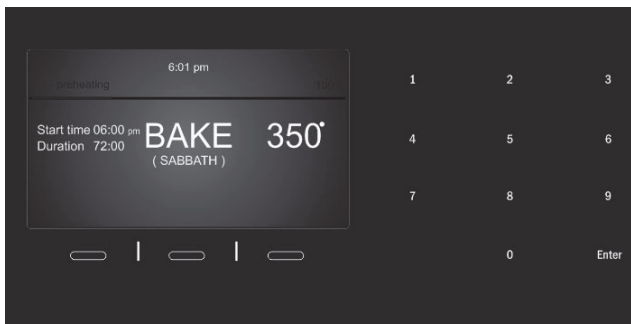 6:01 pm
preheating
Start time 06:00 pm BAKE 350°
Duration 72:00
( SABBATH )
1 2 3
4 5 6
7 8 9
0 Enter